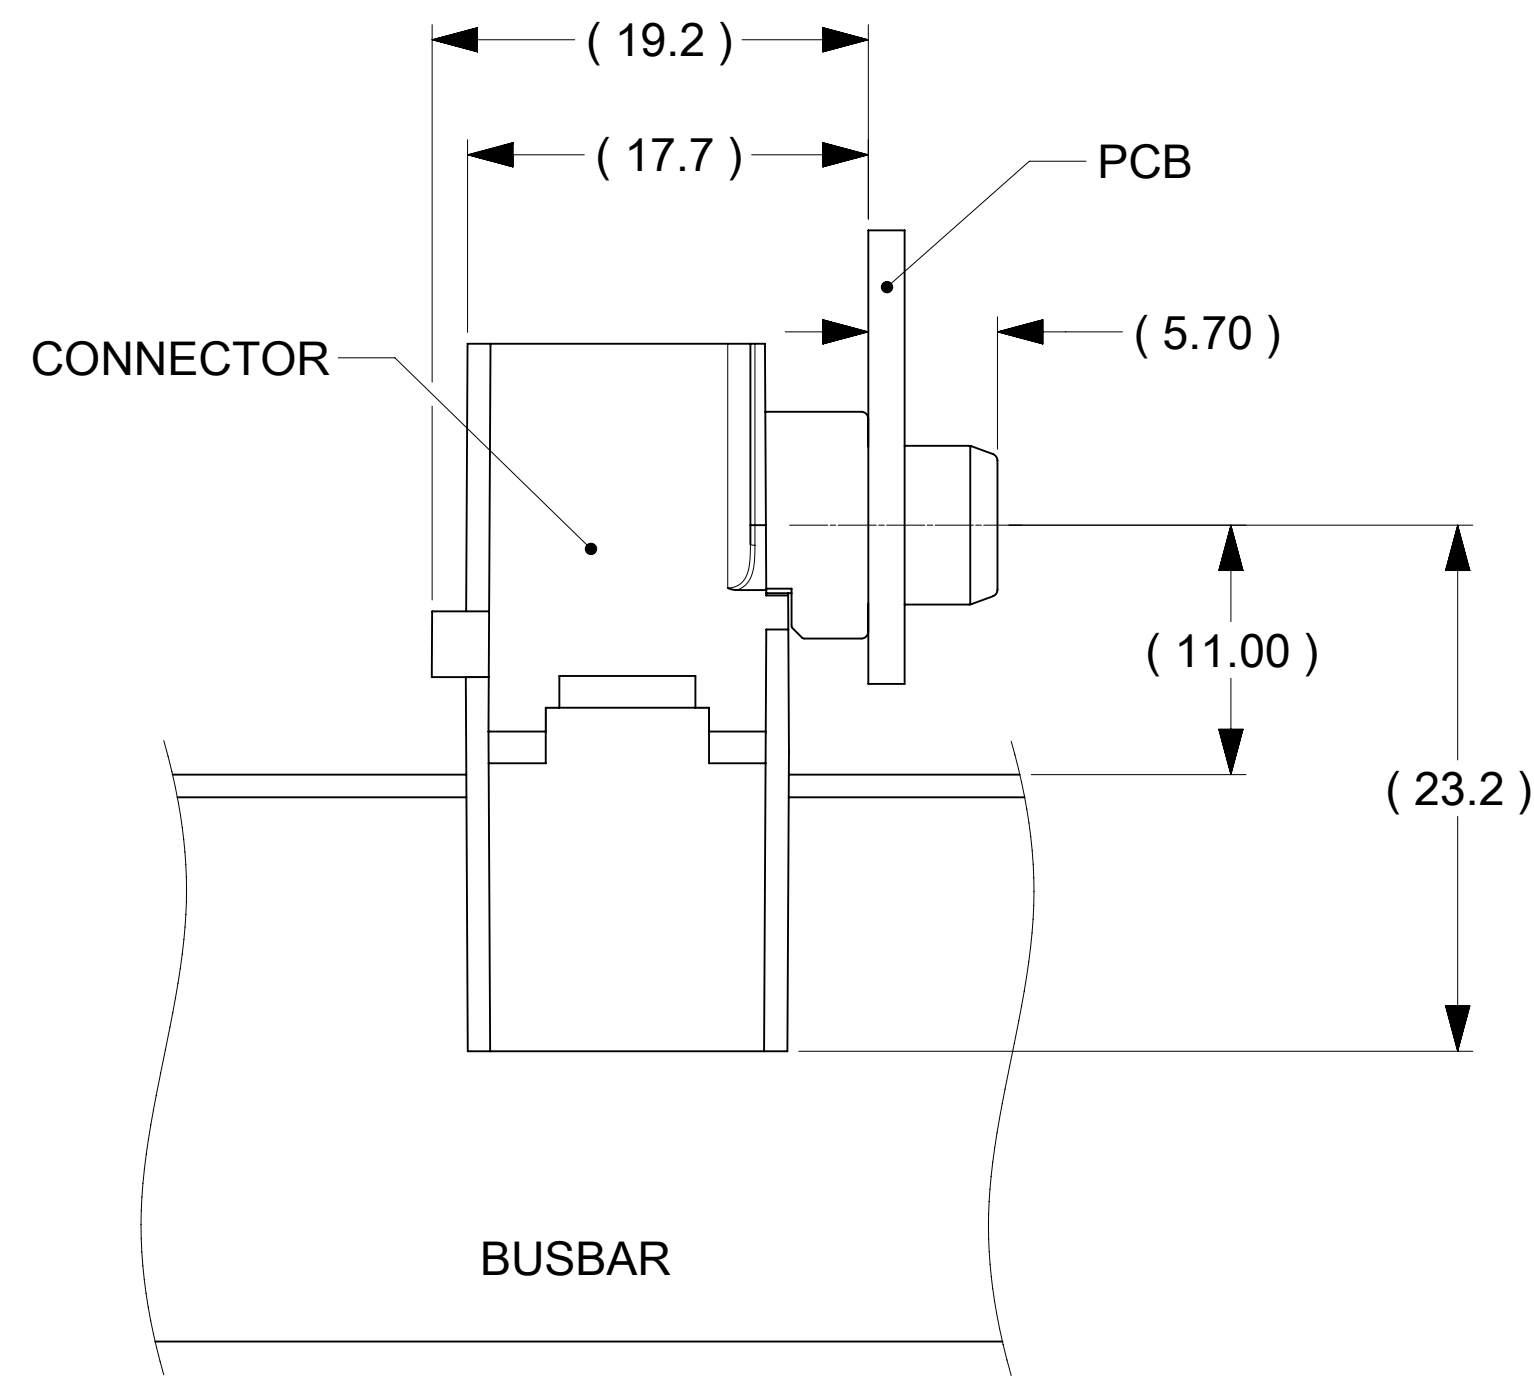 ( 19.2 )
( 17.7 )
PCB
( 5.70 )
CONNECTOR
( 11.00 )
( 23.2 )
BUSBAR